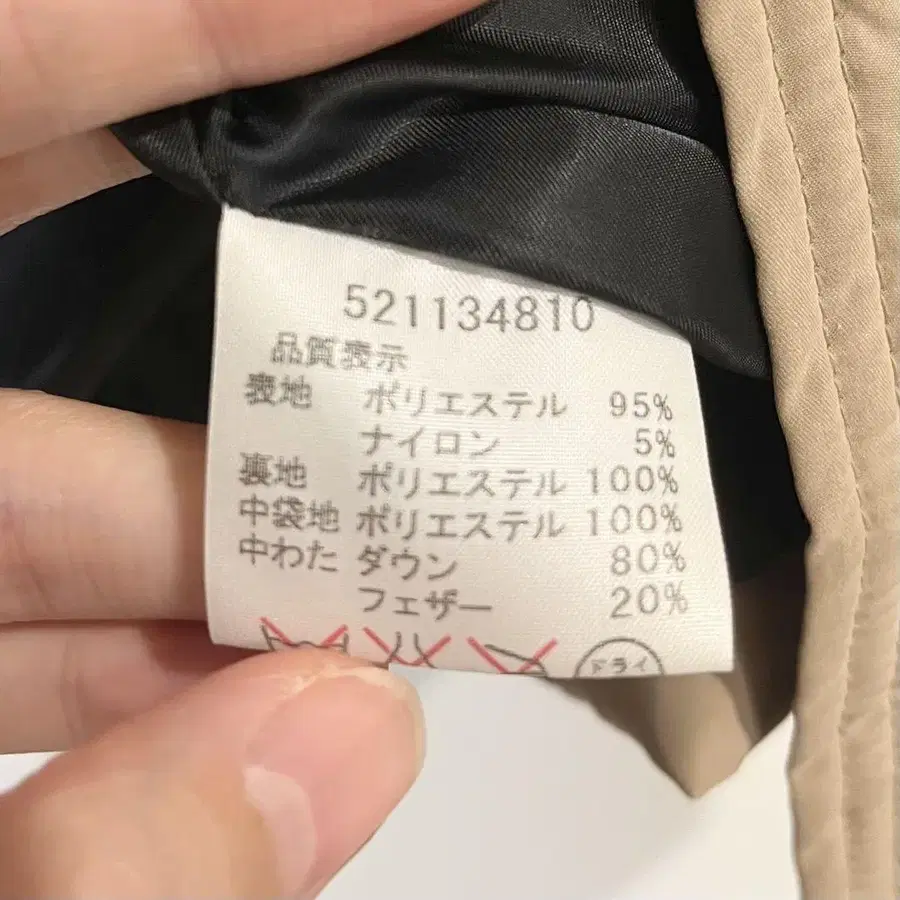 521134810
品質表示
表地 ポリエステル 95%
ナイロン 5%
裏地 ポリエステル 100%
中袋地 ポリエステル 100%
中わた ダウン 80%
フェザー 20%
ドライ